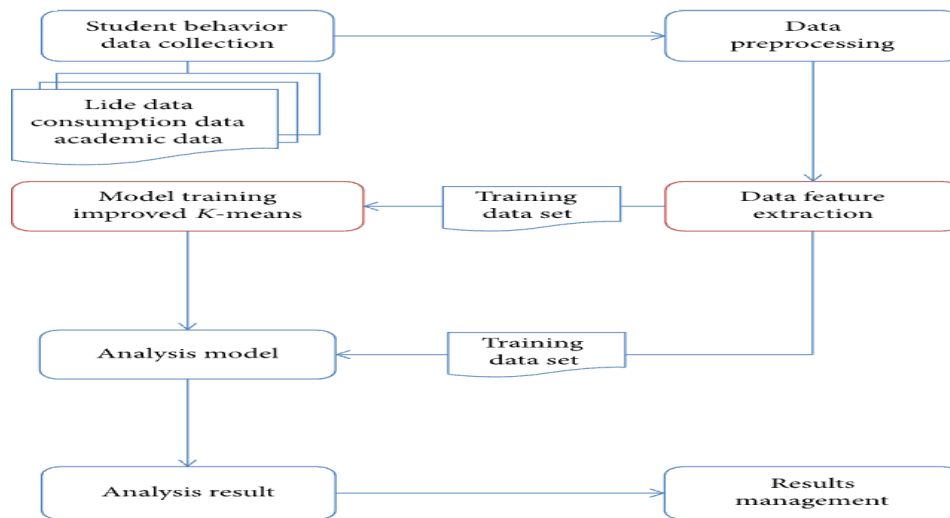 Student behavior
data collection
Data
preprocessing
Lide data
consumption data
academic data
Model training
improved K-means
Training
data set
Data feature
extraction
Analysis model
Training
data set
Analysis result
Results
management